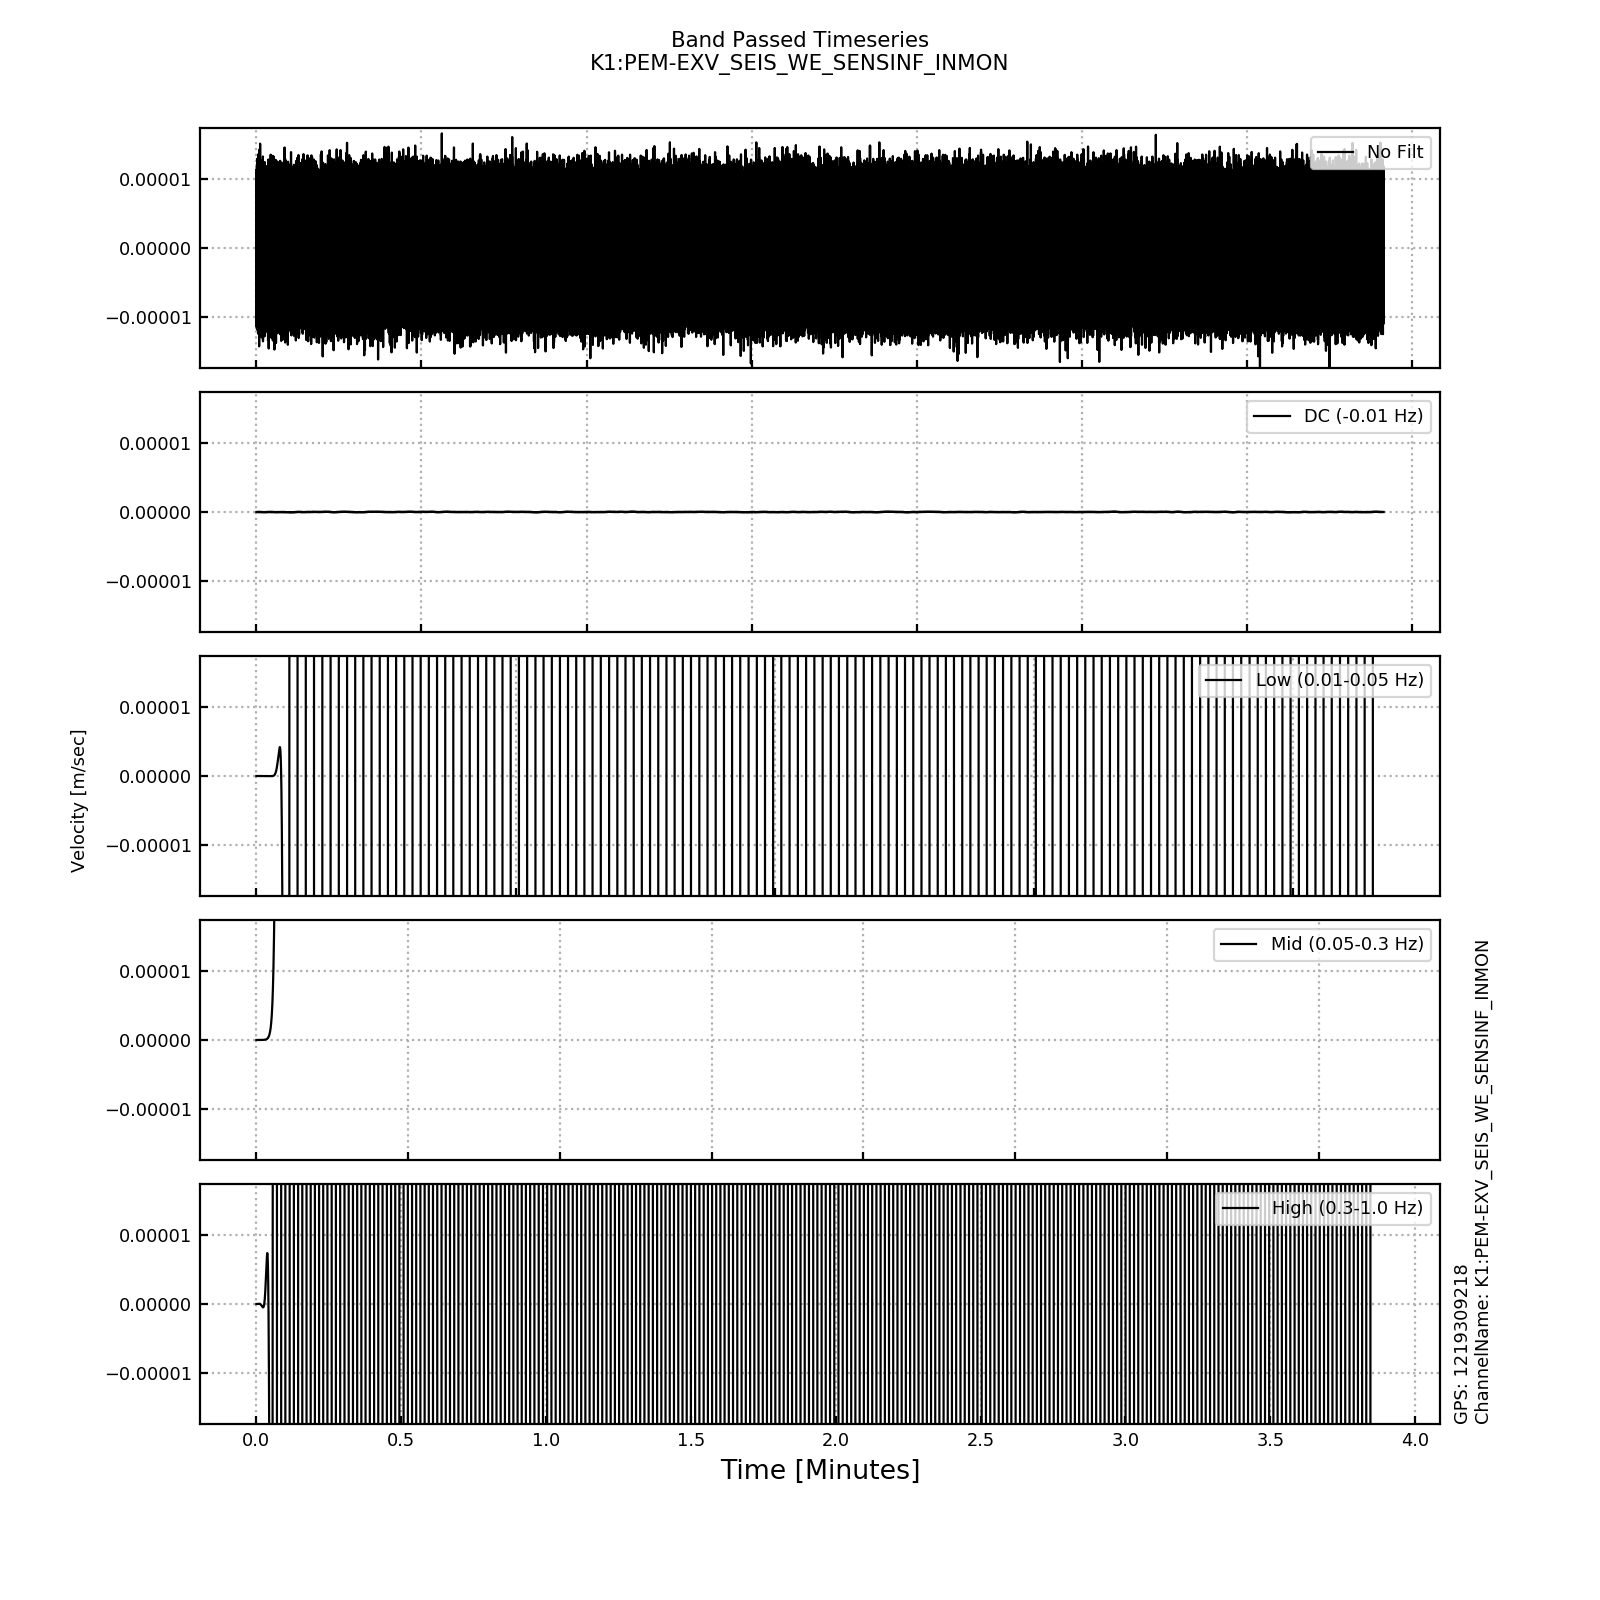 Band Passed Timeseries
K1:PEM-EXV_SEIS_WE_SENSINF_INMON
No Filt
0.00001
0.00000
−0.00001
DC (-0.01 Hz)
0.00001
0.00000
−0.00001
Low (0.01-0.05 Hz)
0.00001
0.00000
−0.00001
Velocity [m/sec]
Mid (0.05-0.3 Hz)
0.00001
0.00000
−0.00001
High (0.3-1.0 Hz)
0.00001
0.00000
−0.00001
0.0 0.5 1.0 1.5 2.0 2.5 3.0 3.5 4.0
Time [Minutes]
GPS: 1219309218
ChannelName: K1:PEM-EXV_SEIS_WE_SENSINF_INMON